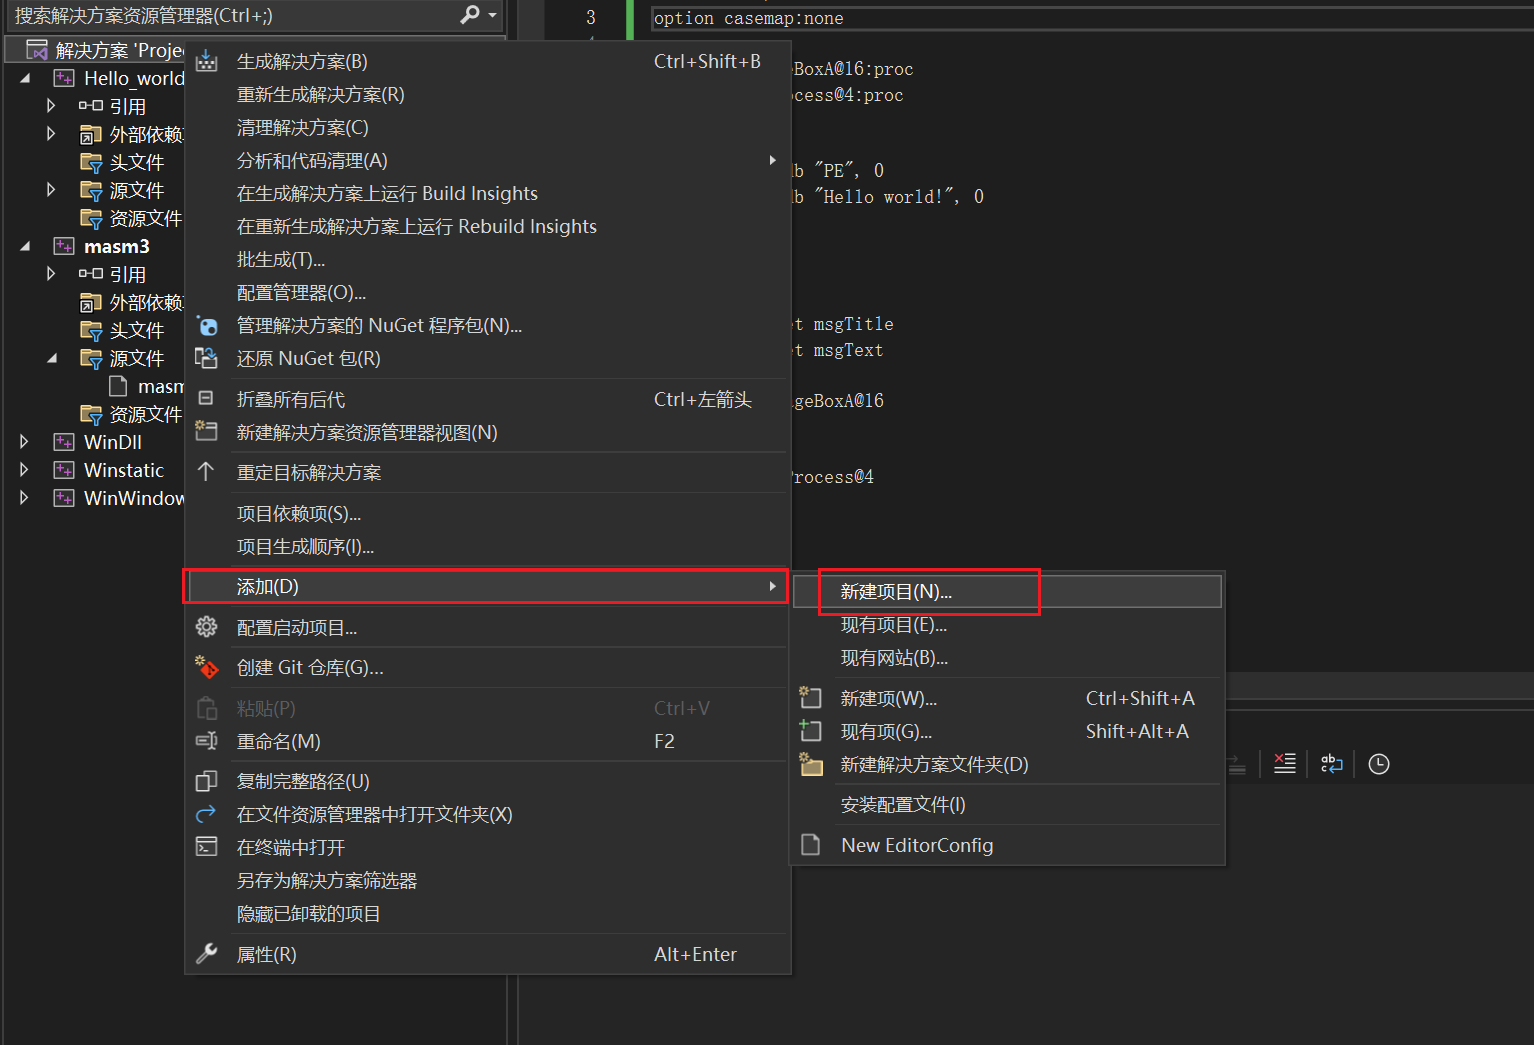 搜索解决方案资源管理器(Ctrl+;)
解决方案 'Projec
Hello_world
引用
外部依赖
头文件
源文件
资源文件
masm3
引用
外部依赖
头文件
源文件
masm
资源文件
WinDll
Winstatic
WinWindow
3
option casemap:none
eBoxA@16:proc
ocess@4:proc
db "PE", 0
db "Hello world!", 0
et msgTitle
et msgText
ageBoxA@16
Process@4
生成解决方案(B) Ctrl+Shift+B
重新生成解决方案(R)
清理解决方案(C)
分析和代码清理(A)
在生成解决方案上运行 Build Insights
在重新生成解决方案上运行 Rebuild Insights
批生成(T)...
配置管理器(O)...
管理解决方案的 NuGet 程序包(N)...
还原 NuGet 包(R)
折叠所有后代 Ctrl+左箭头
新建解决方案资源管理器视图(N)
重定目标解决方案
项目依赖项(S)...
项目生成顺序(I)...
添加(D)
配置启动项目...
创建 Git 仓库(G)...
粘贴(P) Ctrl+V
重命名(M) F2
复制完整路径(U)
在文件资源管理器中打开文件夹(X)
在终端中打开
另存为解决方案筛选器
隐藏已卸载的项目
属性(R) Alt+Enter
新建项目(N)...
现有项目(E)...
现有网站(B)...
新建项(W)... Ctrl+Shift+A
现有项(G)... Shift+Alt+A
新建解决方案文件夹(D)
安装配置文件(I)
New EditorConfig